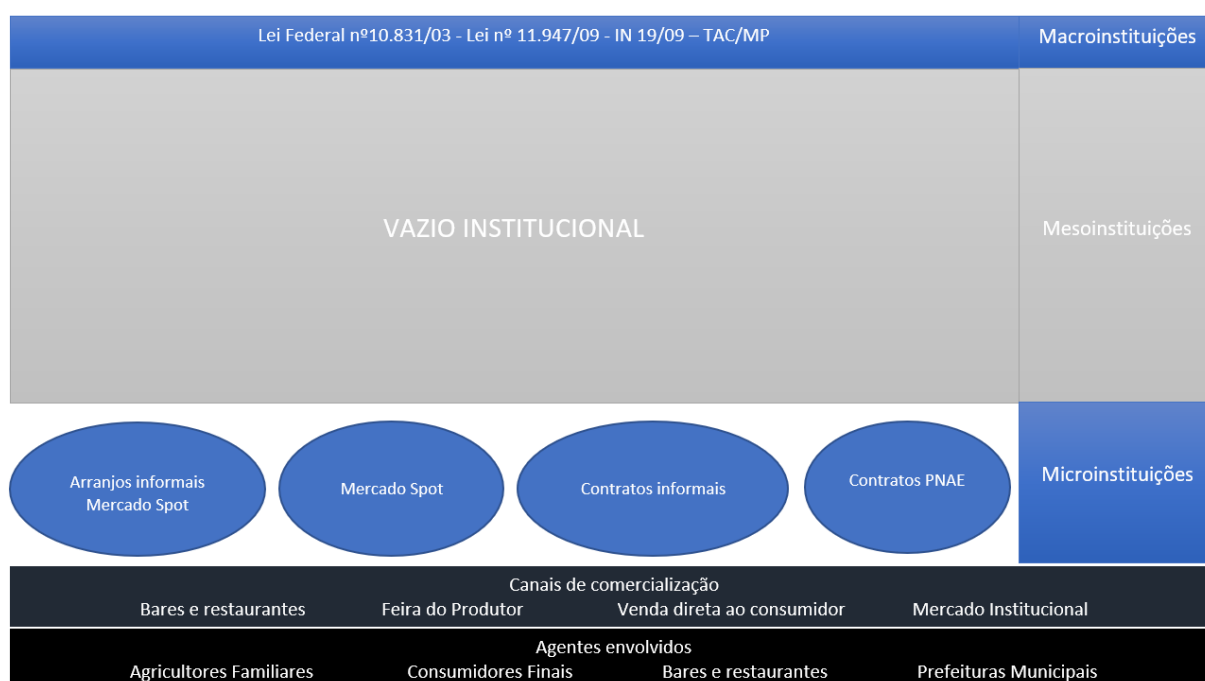 Lei Federal nº10.831/03 - Lei nº 11.947/09 - IN 19/09 – TAC/MP
Macroinstituições
VAZIO INSTITUCIONAL
Mesoinstituições
Arranjos informais
Mercado Spot
Mercado Spot
Contratos informais
Contratos PNAE
Microinstituições
Canais de comercialização
Bares e restaurantes Feira do Produtor Venda direta ao consumidor Mercado Institucional
Agentes envolvidos
Agricultores Familiares Consumidores Finais Bares e restaurantes Prefeituras Municipais